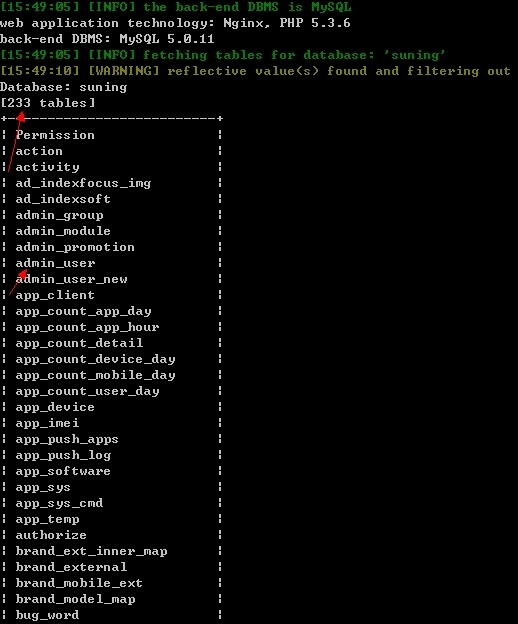 [15:49:05] [INFO] the back-end DBMS is MySQL
web application technology: Nginx, PHP 5.3.6
back-end DBMS: MySQL 5.0.11
[15:49:05] [INFO] fetching tables for database: 'suning'
[15:49:10] [WARNING] reflective value(s) found and filtering out
Database: suning
[233 tables]
+--------------------------+
| Permission               |
| action                   |
| activity                 |
| ad_indexfocus_img        |
| ad_indexsoft             |
| admin_group              |
| admin_module             |
| admin_promotion          |
| admin_user               |
| admin_user_new           |
| app_client               |
| app_count_app_day        |
| app_count_app_hour       |
| app_count_detail         |
| app_count_device_day     |
| app_count_mobile_day     |
| app_count_user_day       |
| app_device               |
| app_imei                 |
| app_push_apps            |
| app_push_log             |
| app_software             |
| app_sys                  |
| app_sys_cmd              |
| app_temp                 |
| authorize                |
| brand_ext_inner_map      |
| brand_external           |
| brand_mobile_ext         |
| brand_model_map          |
| bug_word                 |